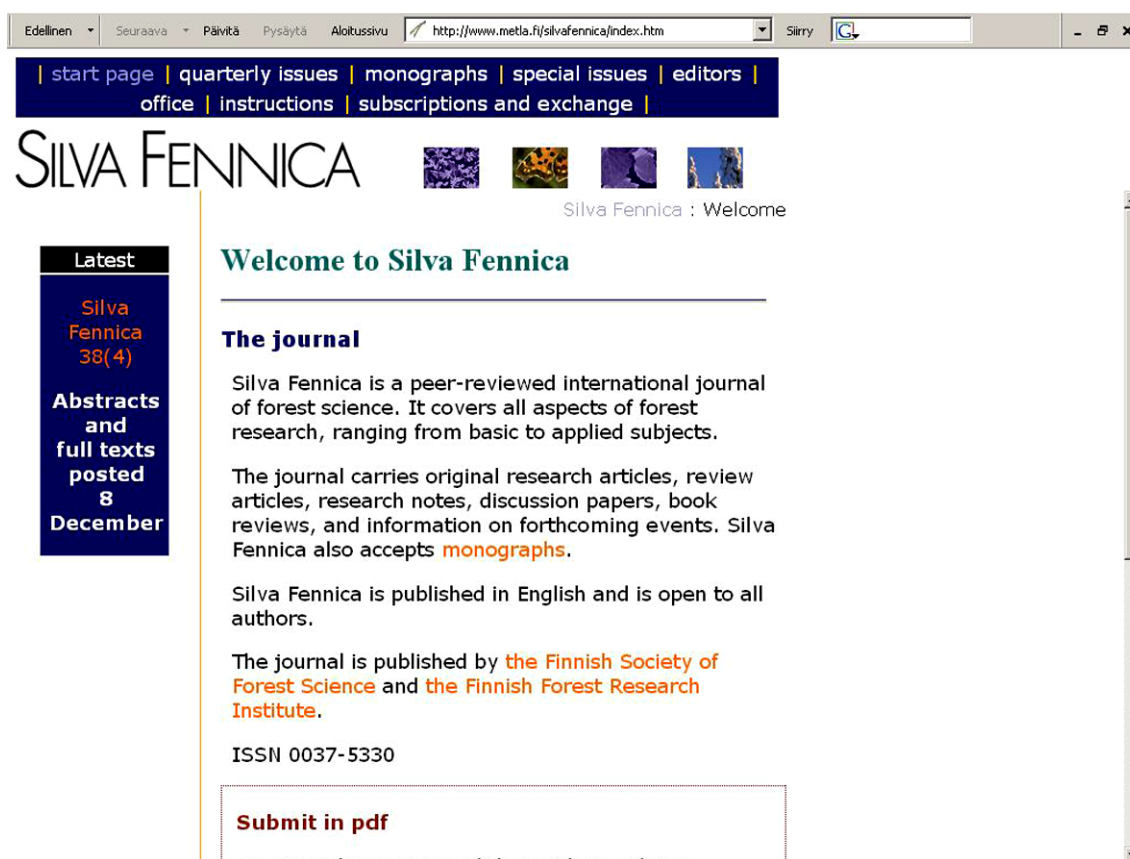 Edellinen Seuraava Päivitä Pysäytä Aloitussivu http://www.metla.fi/silvafennica/index.htm Siirry G
| start page | quarterly issues | monographs | special issues | editors |
office | instructions | subscriptions and exchange |
SILVA FENNICA
Silva Fennica : Welcome
Latest
Silva
Fennica
38(4)
Abstracts
and
full texts
posted
8
December
Welcome to Silva Fennica
The journal
Silva Fennica is a peer-reviewed international journal
of forest science. It covers all aspects of forest
research, ranging from basic to applied subjects.
The journal carries original research articles, review
articles, research notes, discussion papers, book
reviews, and information on forthcoming events. Silva
Fennica also accepts monographs.
Silva Fennica is published in English and is open to all
authors.
The journal is published by the Finnish Society of
Forest Science and the Finnish Forest Research
Institute.
ISSN 0037-5330
Submit in pdf